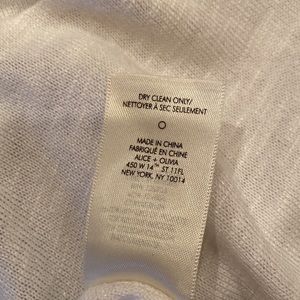 DRY CLEAN ONLY/
NETTOYER À SEC SEULEMENT
MADE IN CHINA
FABRIQUÉ EN CHINE
ALICE + OLIVIA
450 W 14TH ST 11FL
NEW YORK, NY 10014